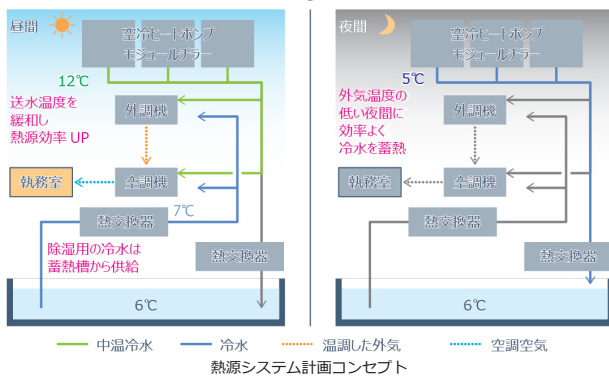 昼間
空冷ヒートポンプ
モジュールチラー
12℃
送水温度を
緩和し
熱源効率 UP
外調機
執務室
空調機
熱交換器
7℃
除湿用の冷水は
蓄熱槽から供給
熱交換器
6℃
夜間
空冷ヒートポンプ
モジュールチラー
5℃
外気温度の
低い夜間に
効率よく
冷水を蓄熱
外調機
執務室
空調機
熱交換器
熱交換器
6℃
中温冷水
冷水
温調した外気
空調空気
熱源システム計画コンセプト